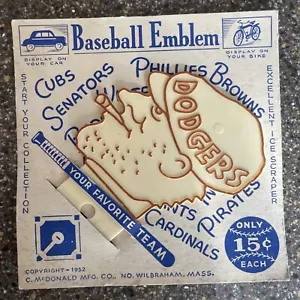 Baseball Emblem
DISPLAY ON
YOUR CAR
DISPLAY ON
YOUR BIKE
CUBS
PHILLIES BROWNS
SENATORS
DODGERS
START YOUR COLLECTION
EXCELLENT ICE SCRAPER
PIRATES
CARDINALS
YOUR FAVORITE TEAM
ONLY
15¢
EACH
COPYRIGHT - 1952
C. MCDONALD MFG. CO., NO. WILBRAHAM, MASS.